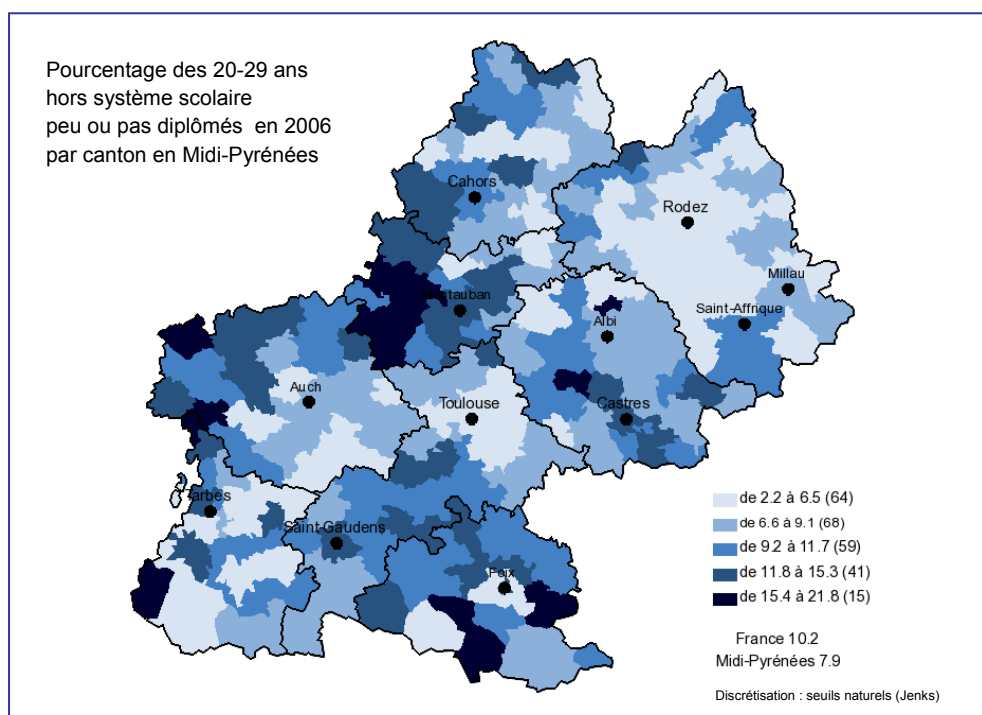 Pourcentage des 20-29 ans
hors système scolaire
peu ou pas diplômés en 2006
par canton en Midi-Pyrénées
Cahors
Rodez
Millau
Montauban
Saint-Affrique
Albi
Auch
Toulouse
Castres
Tarbes
Saint-Gaudens
Foix
de 2.2 à 6.5 (64)
de 6.6 à 9.1 (68)
de 9.2 à 11.7 (59)
de 11.8 à 15.3 (41)
de 15.4 à 21.8 (15)
France 10.2
Midi-Pyrénées 7.9
Discrétisation : seuils naturels (Jenks)